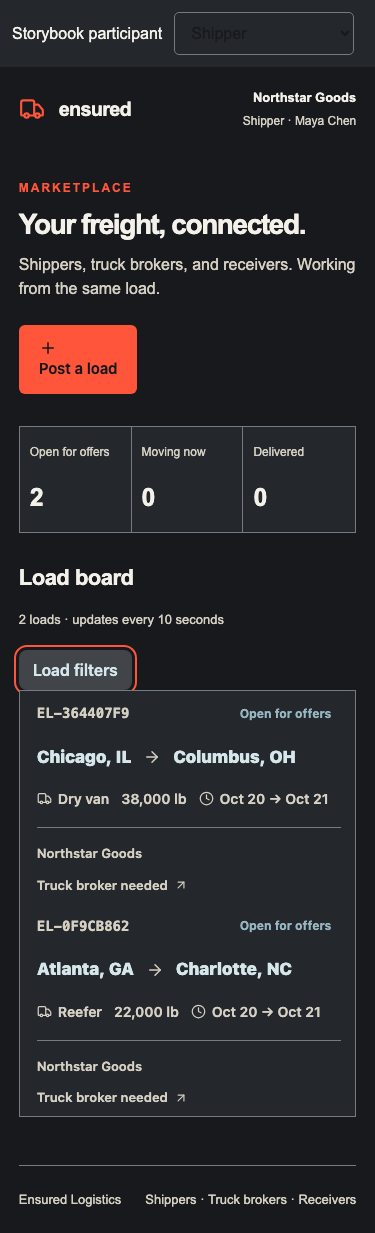 Storybook participant Shipper
ensured
Northstar Goods
Shipper · Maya Chen
MARKETPLACE
Your freight, connected.
Shippers, truck brokers, and receivers. Working
from the same load.
+
Post a load
Open for offers Moving now Delivered
2 0 0
Load board
2 loads · updates every 10 seconds
Load filters
EL–364407F9 Open for offers
Chicago, IL → Columbus, OH
Dry van 38,000 lb Oct 20 → Oct 21
Northstar Goods
Truck broker needed ↗
EL–0F9CB862 Open for offers
Atlanta, GA → Charlotte, NC
Reefer 22,000 lb Oct 20 → Oct 21
Northstar Goods
Truck broker needed ↗
Ensured Logistics Shippers · Truck brokers · Receivers